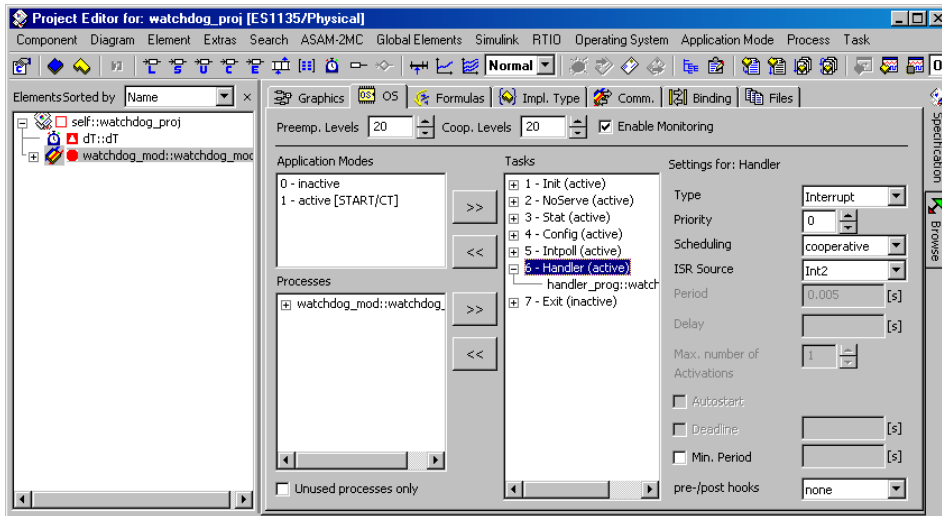 Project Editor for: watchdog_proj [ES1135/Physical]
Component Diagram Element Extras Search ASAM-2MC Global Elements Simulink RTIO Operating System Application Mode Process Task
Normal
Elements Sorted by Name
self::watchdog_proj
dT::dT
watchdog_mod::watchdog_mod
Graphics OS Formulas Impl. Type Comm. Binding Files
Preemp. Levels 20 Coop. Levels 20 Enable Monitoring
Application Modes
0 - inactive
1 - active [START/CT]
>>
<<
Processes
watchdog_mod::watchdog_
>>
<<
Unused processes only
Tasks
1 - Init (active)
2 - NoServe (active)
3 - Stat (active)
4 - Config (active)
5 - Intpoll (active)
6 - Handler (active)
handler_prog::watch
7 - Exit (inactive)
Settings for: Handler
Type Interrupt
Priority 0
Scheduling cooperative
ISR Source Int2
Period 0.005 [s]
Delay [s]
Max. number of 1
Activations
Autostart
Deadline [s]
Min. Period [s]
pre-/post hooks none
Specification
Browse